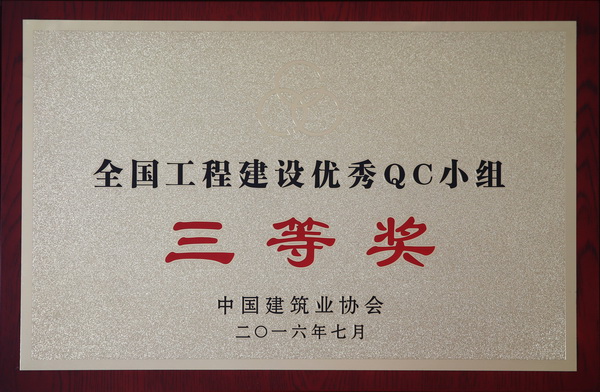 全国工程建设优秀QC小组
三等奖
中国建筑业协会
二〇一六年七月